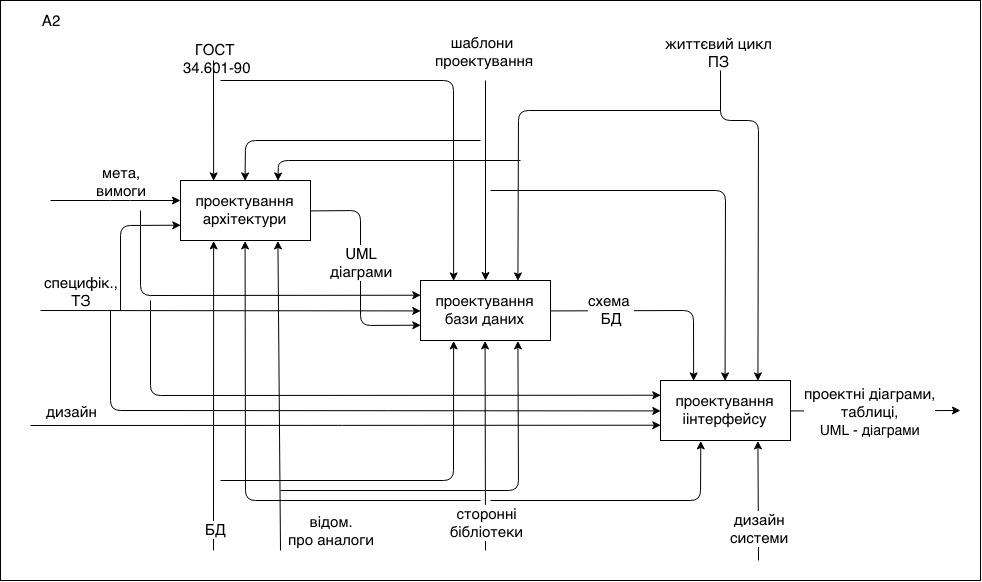 A2
ГОСТ
34.601-90
шаблони
проектування
життєвий цикл
ПЗ
мета,
вимоги
проектування
архітектури
UML
діаграми
специфік.,
ТЗ
проектування
бази даних
схема
БД
дизайн
проектування
іінтерфейсу
проектні діаграми,
таблиці,
UML - діаграми
БД
відом.
про аналоги
сторонні
бібліотеки
дизайн
системи